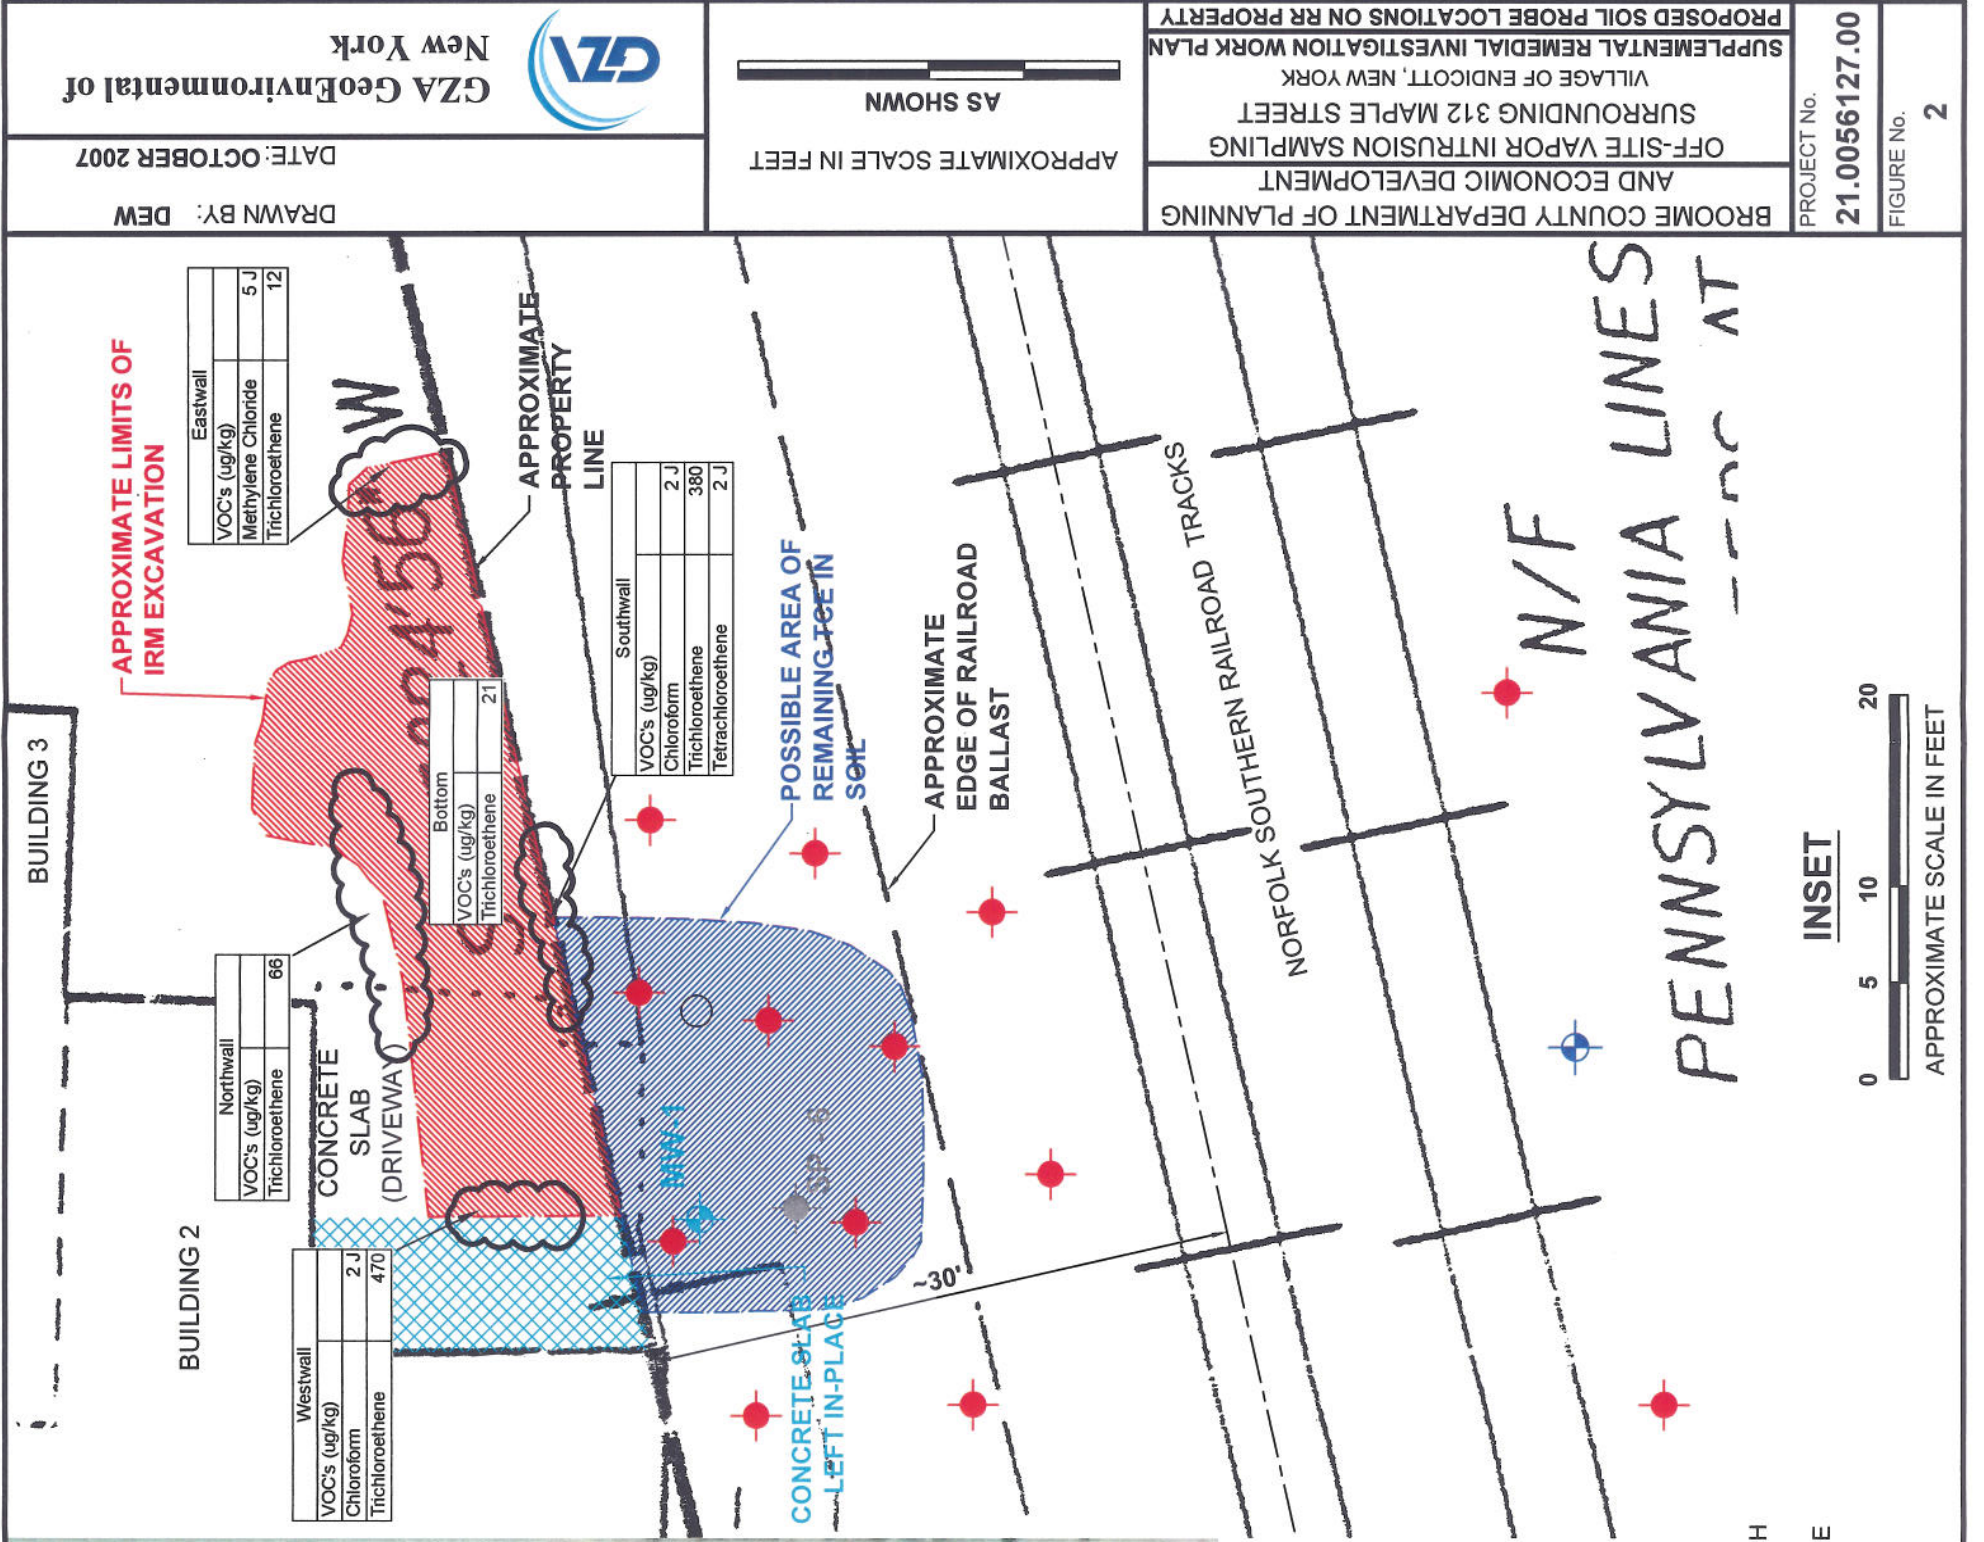 BUILDING 3
BUILDING 2
APPROXIMATE LIMITS OF
IRM EXCAVATION
Eastwall
VOC's (ug/kg)
Methylene Chloride 5 J
Trichloroethene 12
Northwall
VOC's (ug/kg)
Trichloroethene 66
Westwall
VOC's (ug/kg)
Chloroform 2 J
Trichloroethene 470
CONCRETE
SLAB
(DRIVEWAY)
W
Bottom
VOC's (ug/kg)
Trichloroethene 21
APPROXIMATE
PROPERTY
LINE
Southwall
VOC's (ug/kg)
Chloroform 2 J
Trichloroethene 380
Tetrachloroethene 2 J
MW-1
POSSIBLE AREA OF
REMAINING TCE IN
SOIL
CONCRETE SLAB
LEFT IN-PLACE
~30'
APPROXIMATE
EDGE OF RAILROAD
BALLAST
NORFOLK SOUTHERN RAILROAD TRACKS
N/F
PENNSYLVANIA LINES
AT
INSET
0 5 10 20
APPROXIMATE SCALE IN FEET
H
E
GZA
GZA GeoEnvironmental of
New York
DRAWN BY: DEW
DATE: OCTOBER 2007
APPROXIMATE SCALE IN FEET
AS SHOWN
BROOME COUNTY DEPARTMENT OF PLANNING
AND ECONOMIC DEVELOPMENT
OFF-SITE VAPOR INTRUSION SAMPLING
SURROUNDING 312 MAPLE STREET
VILLAGE OF ENDICOTT, NEW YORK
SUPPLEMENTAL REMEDIAL INVESTIGATION WORK PLAN
PROPOSED SOIL PROBE LOCATIONS ON RR PROPERTY
PROJECT No.
21.0056127.00
FIGURE No.
2